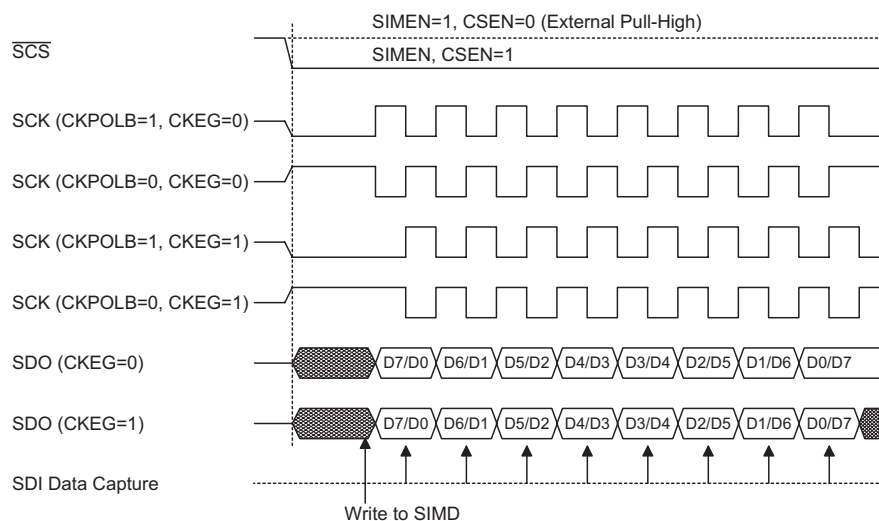 SIMEN=1, CSEN=0 (External Pull-High)
SCS
SIMEN, CSEN=1
SCK (CKPOLB=1, CKEG=0)
SCK (CKPOLB=0, CKEG=0)
SCK (CKPOLB=1, CKEG=1)
SCK (CKPOLB=0, CKEG=1)
SDO (CKEG=0) D7/D0 D6/D1 D5/D2 D4/D3 D3/D4 D2/D5 D1/D6 D0/D7
SDO (CKEG=1) D7/D0 D6/D1 D5/D2 D4/D3 D3/D4 D2/D5 D1/D6 D0/D7
SDI Data Capture
Write to SIMD